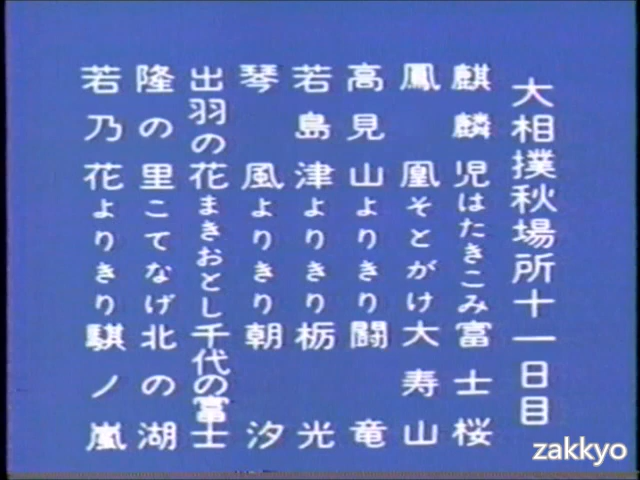 大相撲秋場所十一日目
麒麟児はたきこみ富士桜
鳳凰そとがけ大寿山
高見山よりきり闘竜
若島津よりきり栃光
琴風よりきり朝汐
出羽の花まきおとし千代の富士
隆の里こてなげ北の湖
若乃花よりきり騏ノ嵐
zakkyo